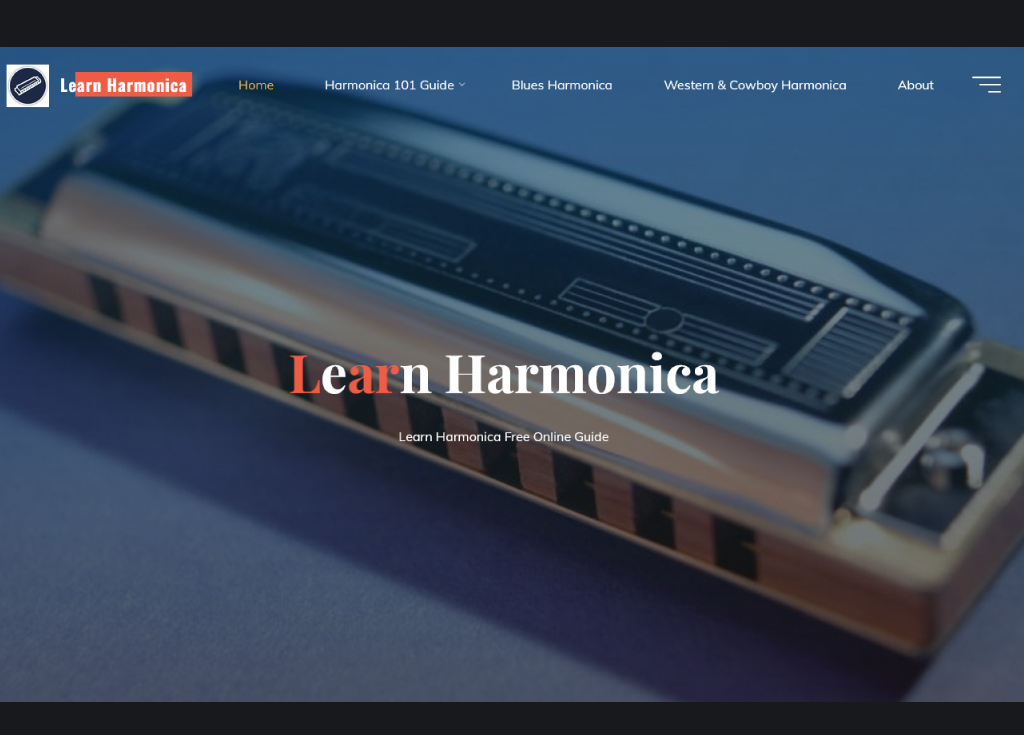 Learn Harmonica
Home
Harmonica 101 Guide
Blues Harmonica
Western & Cowboy Harmonica
About
Learn Harmonica
Learn Harmonica Free Online Guide